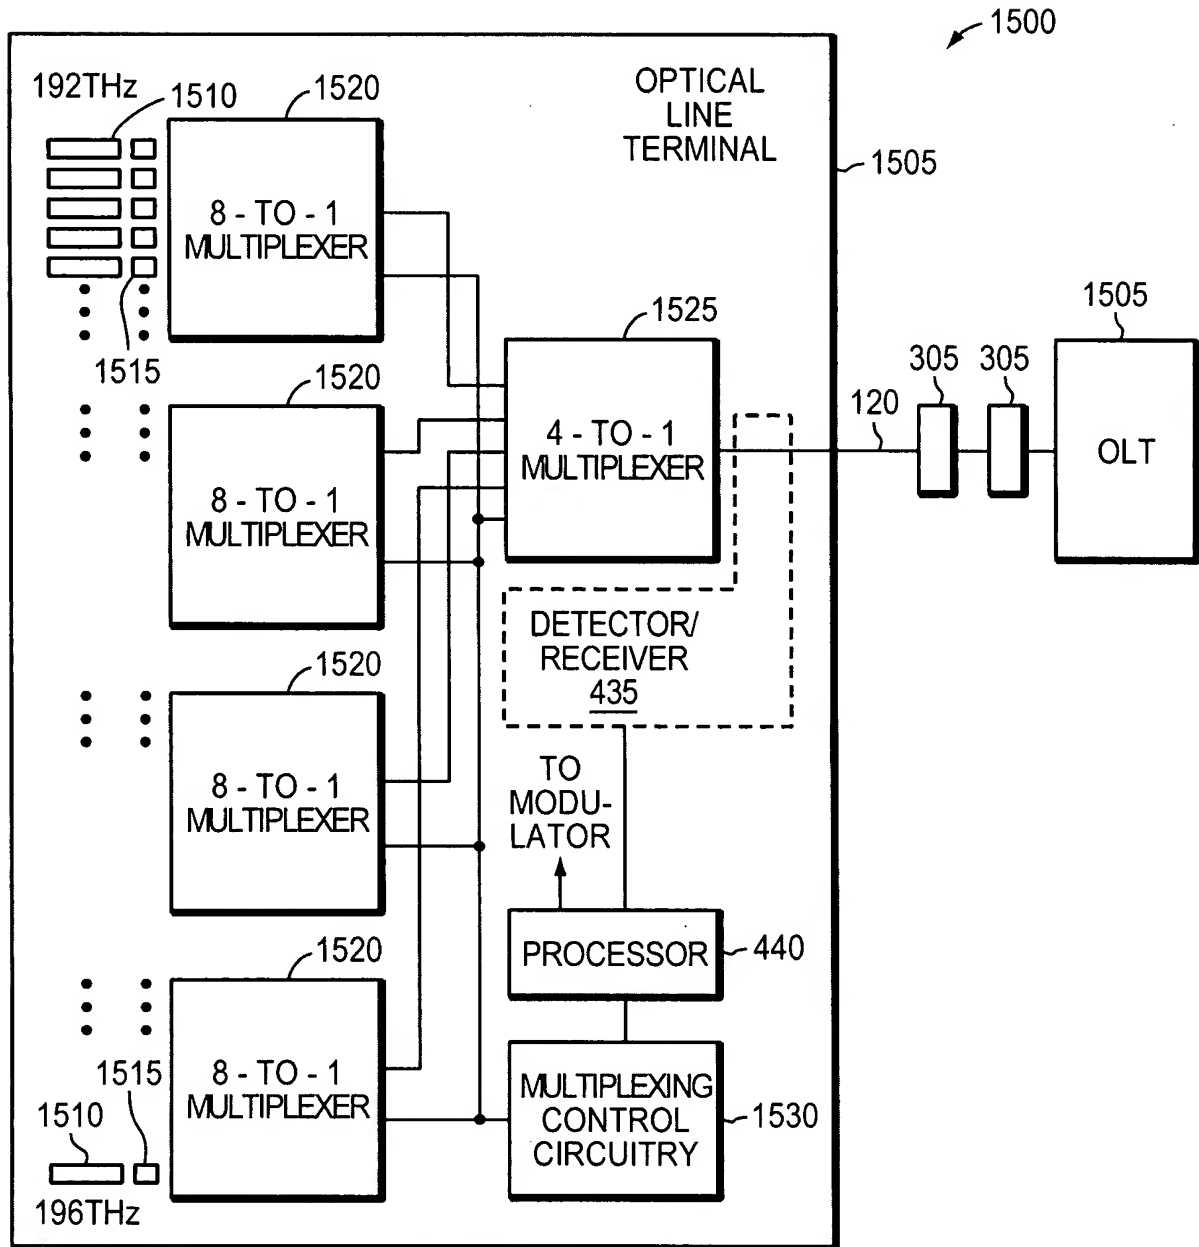 1500
192THz
1510
1520
OPTICAL
LINE
TERMINAL
1505
8 - TO - 1
MULTIPLEXER
1515
1525
1505
305
305
120
1520
4 - TO - 1
MULTIPLEXER
OLT
8 - TO - 1
MULTIPLEXER
DETECTOR/
RECEIVER
435
1520
8 - TO - 1
MULTIPLEXER
TO
MODU-
LATOR
1520
PROCESSOR
440
1515
8 - TO - 1
MULTIPLEXER
1510
MULTIPLEXING
CONTROL
CIRCUITRY
1530
196THz